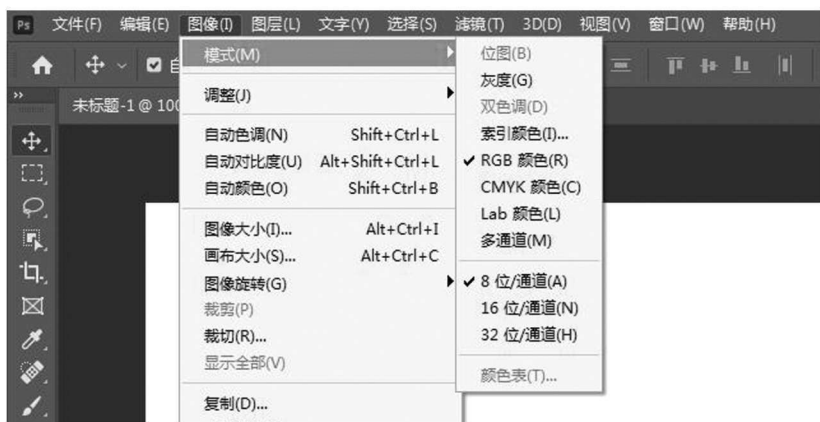 Ps 文件(F) 编辑(E) 图像(I) 图层(L) 文字(Y) 选择(S) 滤镜(T) 3D(D) 视图(V) 窗口(W) 帮助(H)
未标题-1 @ 100
模式(M)
调整(J)
自动色调(N) Shift+Ctrl+L
自动对比度(U) Alt+Shift+Ctrl+L
自动颜色(O) Shift+Ctrl+B
图像大小(I)... Alt+Ctrl+I
画布大小(S)... Alt+Ctrl+C
图像旋转(G)
裁剪(P)
裁切(R)...
显示全部(V)
复制(D)...
位图(B)
灰度(G)
双色调(D)
索引颜色(I)...
RGB 颜色(R)
CMYK 颜色(C)
Lab 颜色(L)
多通道(M)
8 位/通道(A)
16 位/通道(N)
32 位/通道(H)
颜色表(T)...